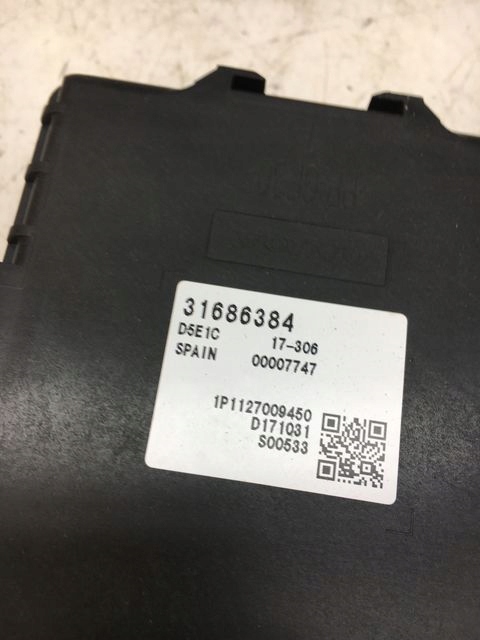 31686384
D5E1C 17-306
SPAIN 00007747
1P1127009450
D171031
S00533